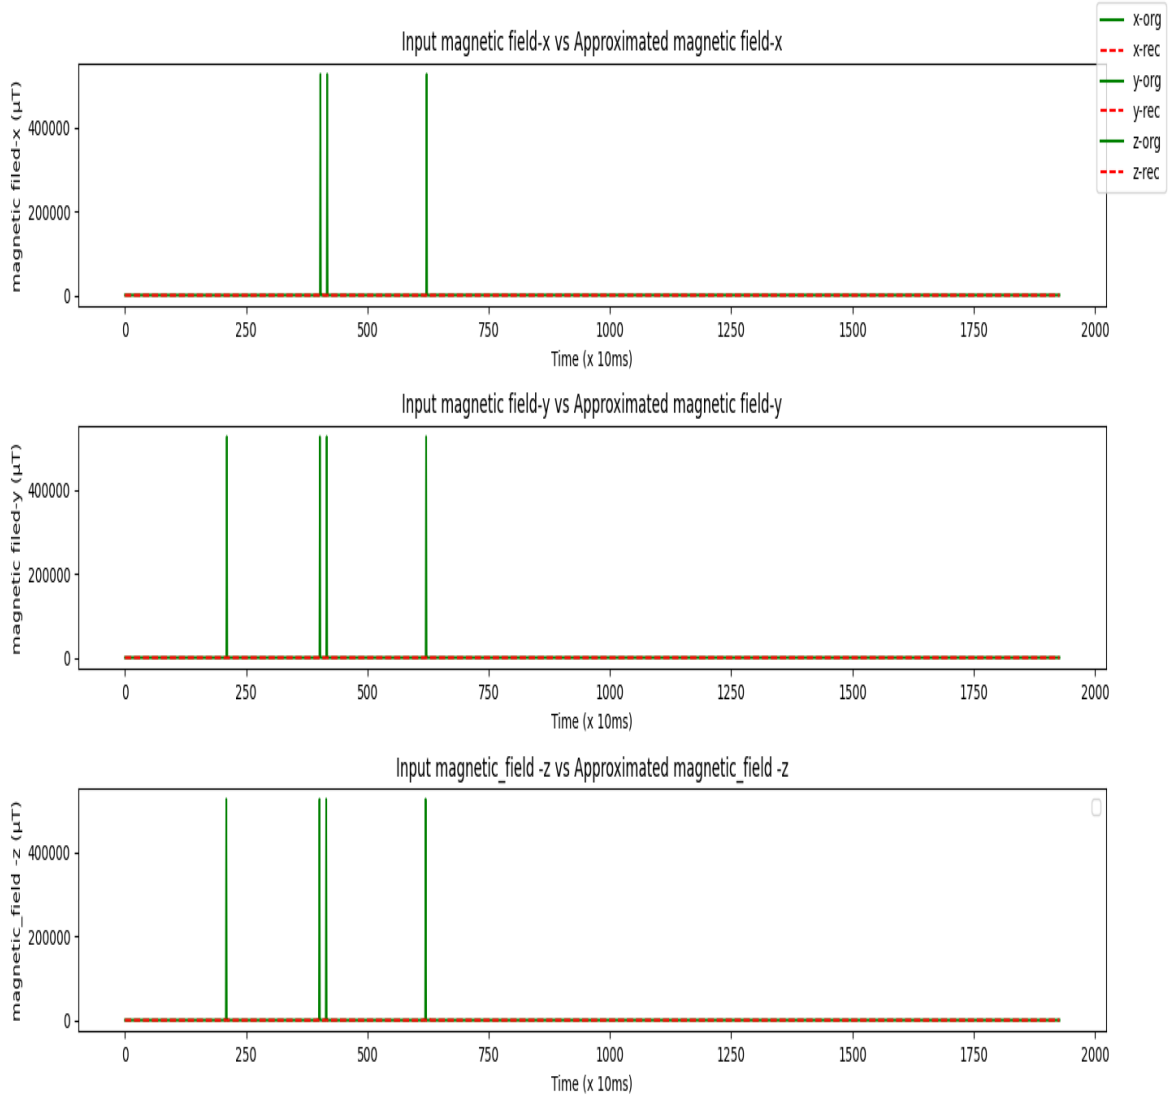 x-org
x-rec
y-org
y-rec
z-org
z-rec
Input magnetic field-x vs Approximated magnetic field-x
magnetic filed-x (µT)
400000
200000
0
0 250 500 750 1000 1250 1500 1750 2000
Time (x 10ms)
Input magnetic field-y vs Approximated magnetic field-y
magnetic filed-y (µT)
400000
200000
0
0 250 500 750 1000 1250 1500 1750 2000
Time (x 10ms)
Input magnetic_field -z vs Approximated magnetic_field -z
magnetic_field -z (µT)
400000
200000
0
0 250 500 750 1000 1250 1500 1750 2000
Time (x 10ms)